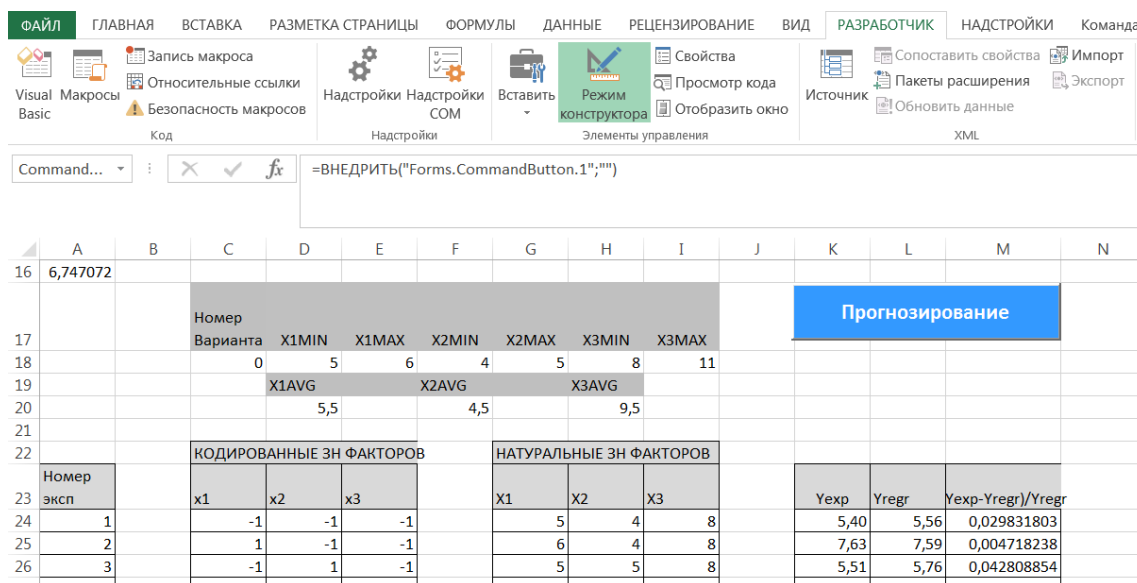 ФАЙЛ ГЛАВНАЯ ВСТАВКА РАЗМЕТКА СТРАНИЦЫ ФОРМУЛЫ ДАННЫЕ РЕЦЕНЗИРОВАНИЕ ВИД РАЗРАБОТЧИК НАДСТРОЙКИ Команда
Visual Basic
Макросы
Запись макроса
Относительные ссылки
Безопасность макросов
Код
Надстройки
Надстройки COM
Надстройки
Вставить
Режим конструктора
Свойства
Просмотр кода
Отобразить окно
Элементы управления
Источник
Сопоставить свойства
Пакеты расширения
Обновить данные
Импорт
Экспорт
XML
Command... fx =ВНЕДРИТЬ("Forms.CommandButton.1";"")
A B C D E F G H I J K L M N
16 6,747072
17 Номер Варианта X1MIN X1MAX X2MIN X2MAX X3MIN X3MAX Прогнозирование
18 0 5 6 4 5 8 11
19 X1AVG X2AVG X3AVG
20 5,5 4,5 9,5
21
22 КОДИРОВАННЫЕ ЗН ФАКТОРОВ НАТУРАЛЬНЫЕ ЗН ФАКТОРОВ
23 Номер эксп x1 x2 x3 X1 X2 X3 Yexp Yregr Yexp-Yregr)/Yregr
24 1 -1 -1 -1 5 4 8 5,40 5,56 0,029831803
25 2 1 -1 -1 6 4 8 7,63 7,59 0,004718238
26 3 -1 1 -1 5 5 8 5,51 5,76 0,042808854